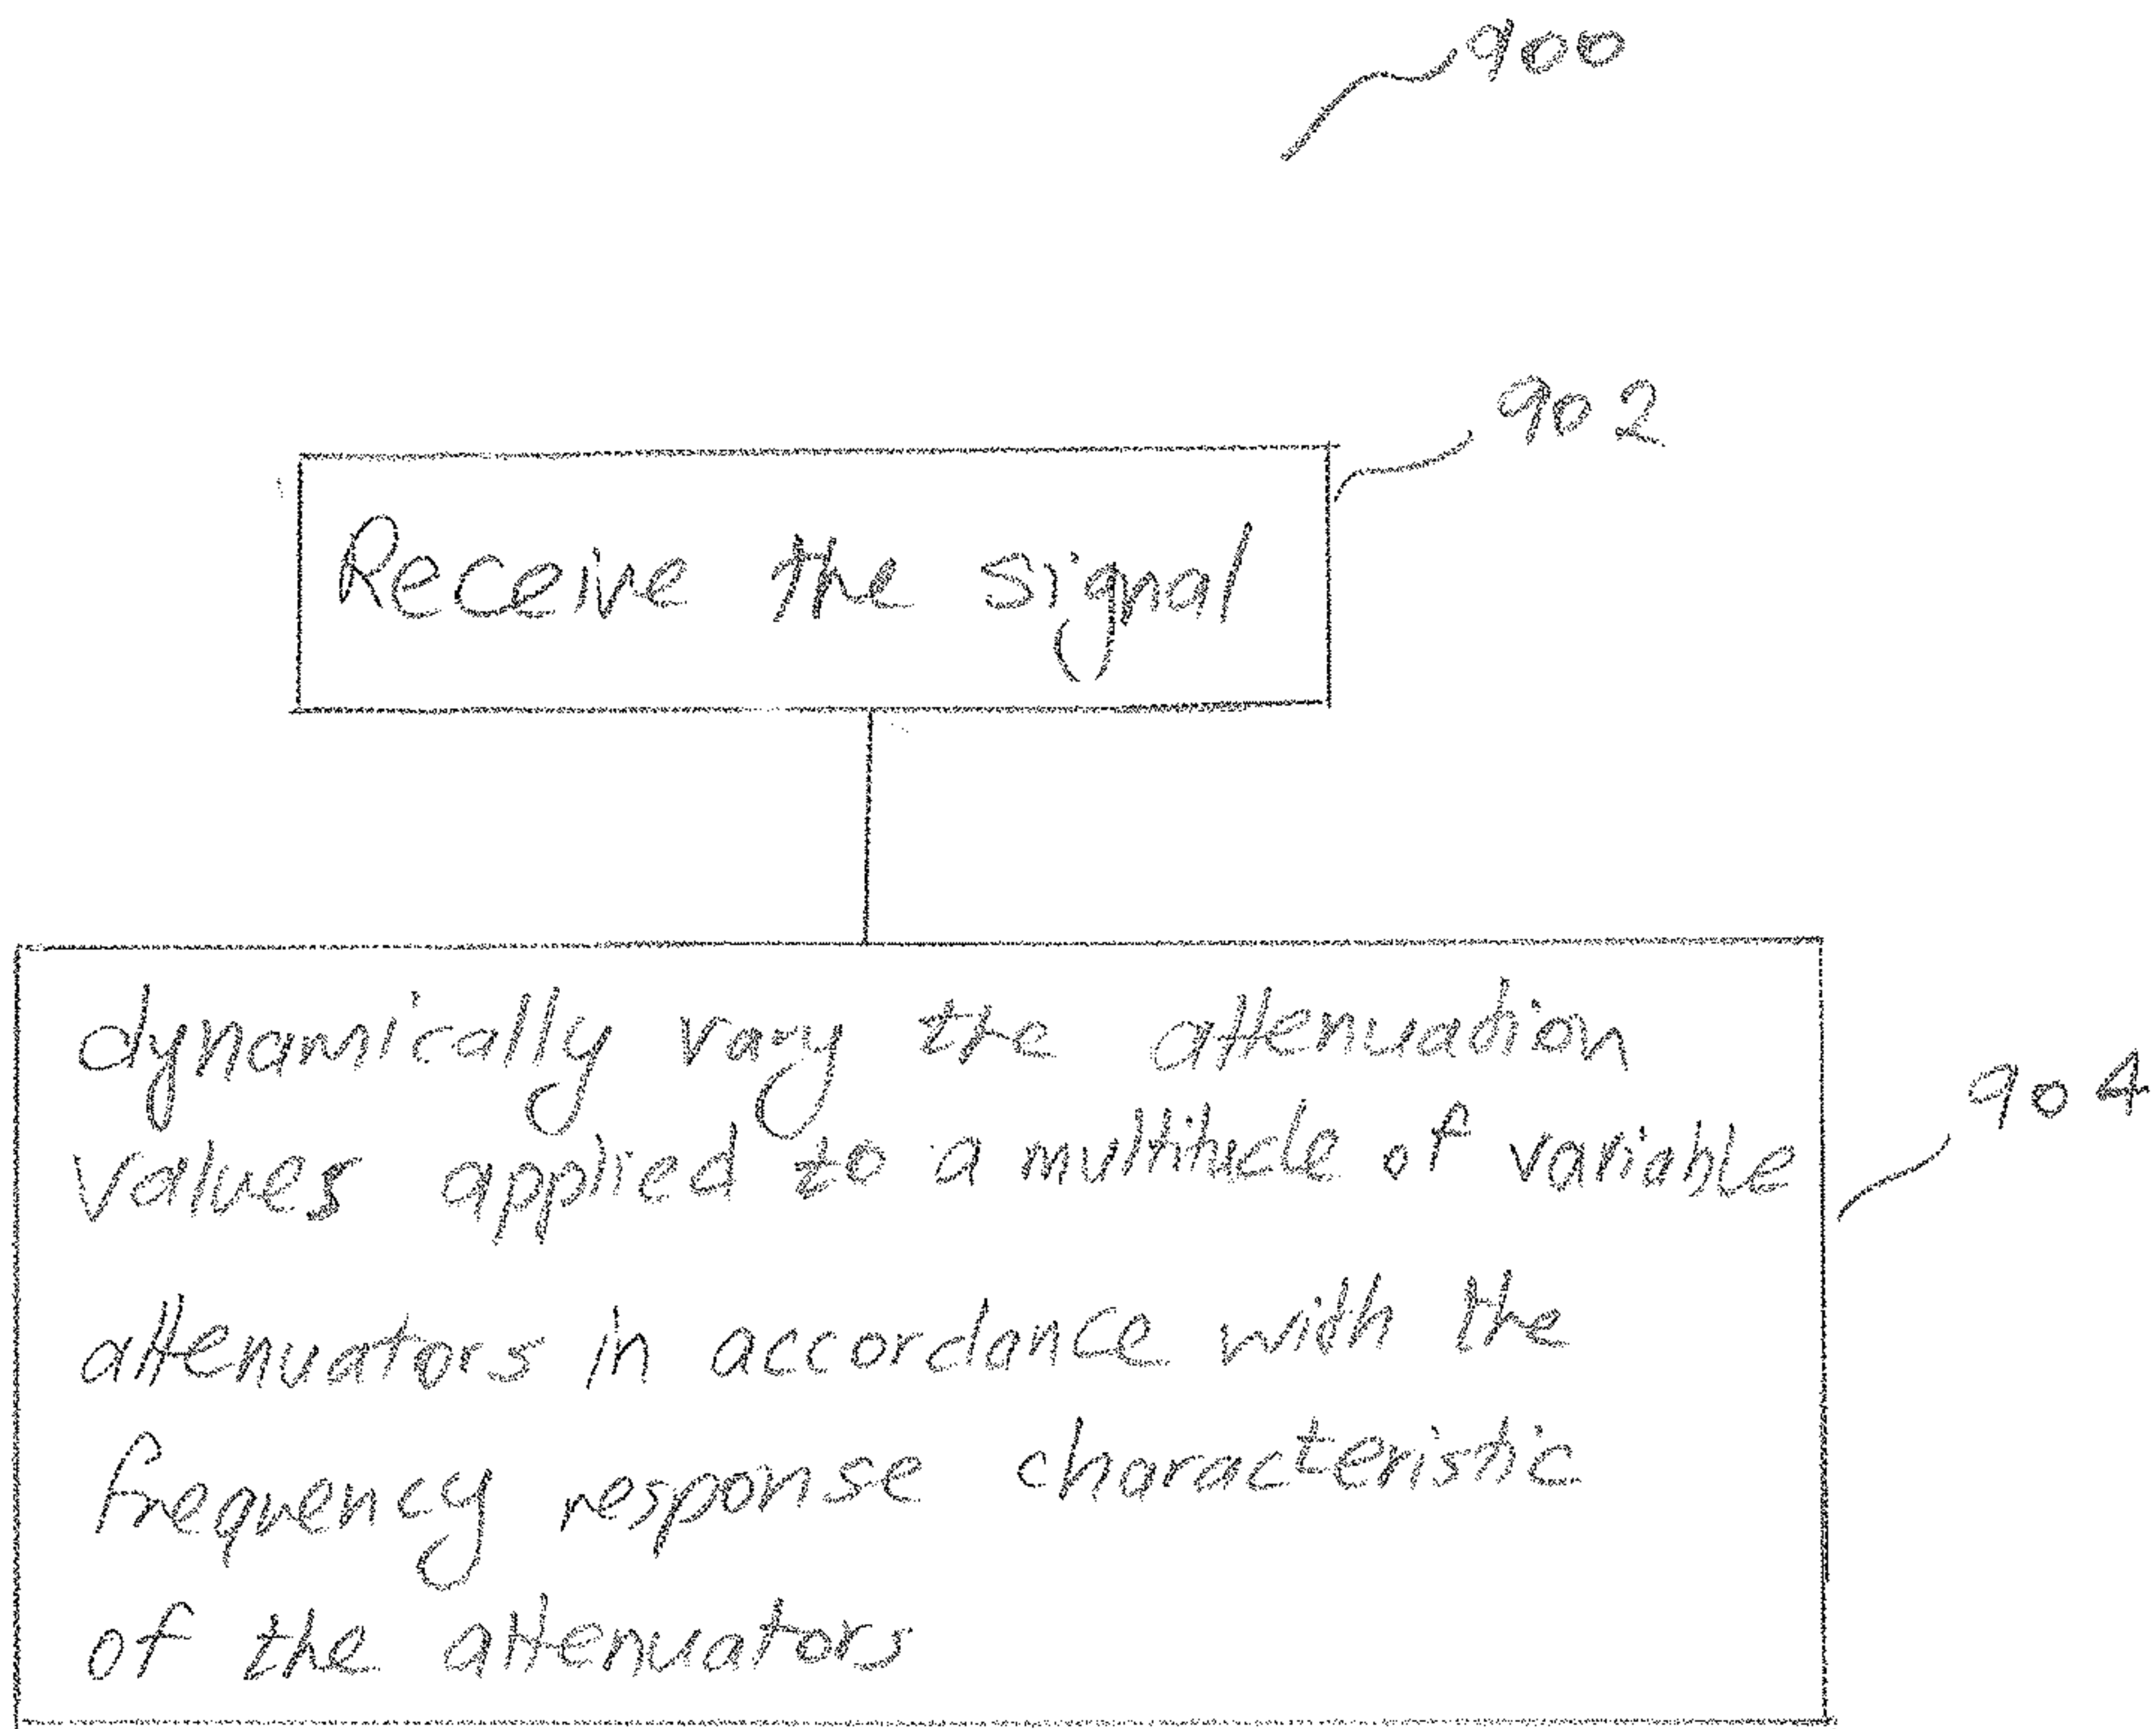 900
902
Receive the signal
dynamically vary the attenuation
values applied to a multitude of variable
904
attenuators in accordance with the
frequency response characteristic
of the attenuators